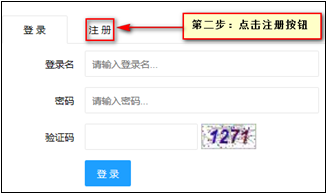 登 录 注 册 第二步：点击注册按钮
登录名 请输入登录名...
密码 请输入密码...
验证码 1271
登 录